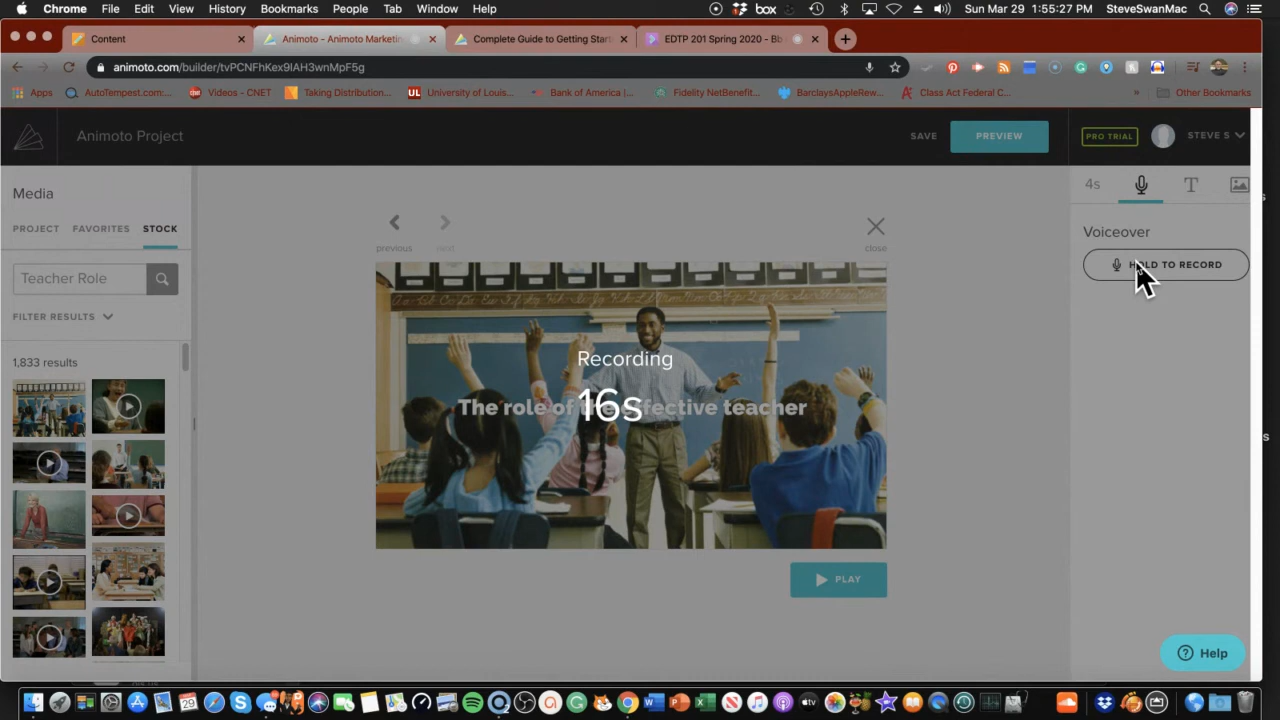 Chrome File Edit View History Bookmarks People Tab Window Help box Sun Mar 29 1:55:27 PM SteveSwanMac
Content Animoto - Animoto Marketin Complete Guide to Getting Start EDTP 201 Spring 2020 - Bb
animoto.com/builder/tvPCNFhKex9IAH3wnMpF5g
Apps AutoTempest.com:... Videos - CNET Taking Distribution... UL University of Louis... Bank of America |... Fidelity NetBenefit... BarclaysAppleRew... Class Act Federal C... » Other Bookmarks
Animoto Project SAVE PREVIEW PRO TRIAL STEVE S
Media
PROJECT FAVORITES STOCK
Teacher Role
FILTER RESULTS
1,833 results
previous next close
Recording
16s
The role of the effective teacher
PLAY
4s T
Voiceover
HOLD TO RECORD
Help